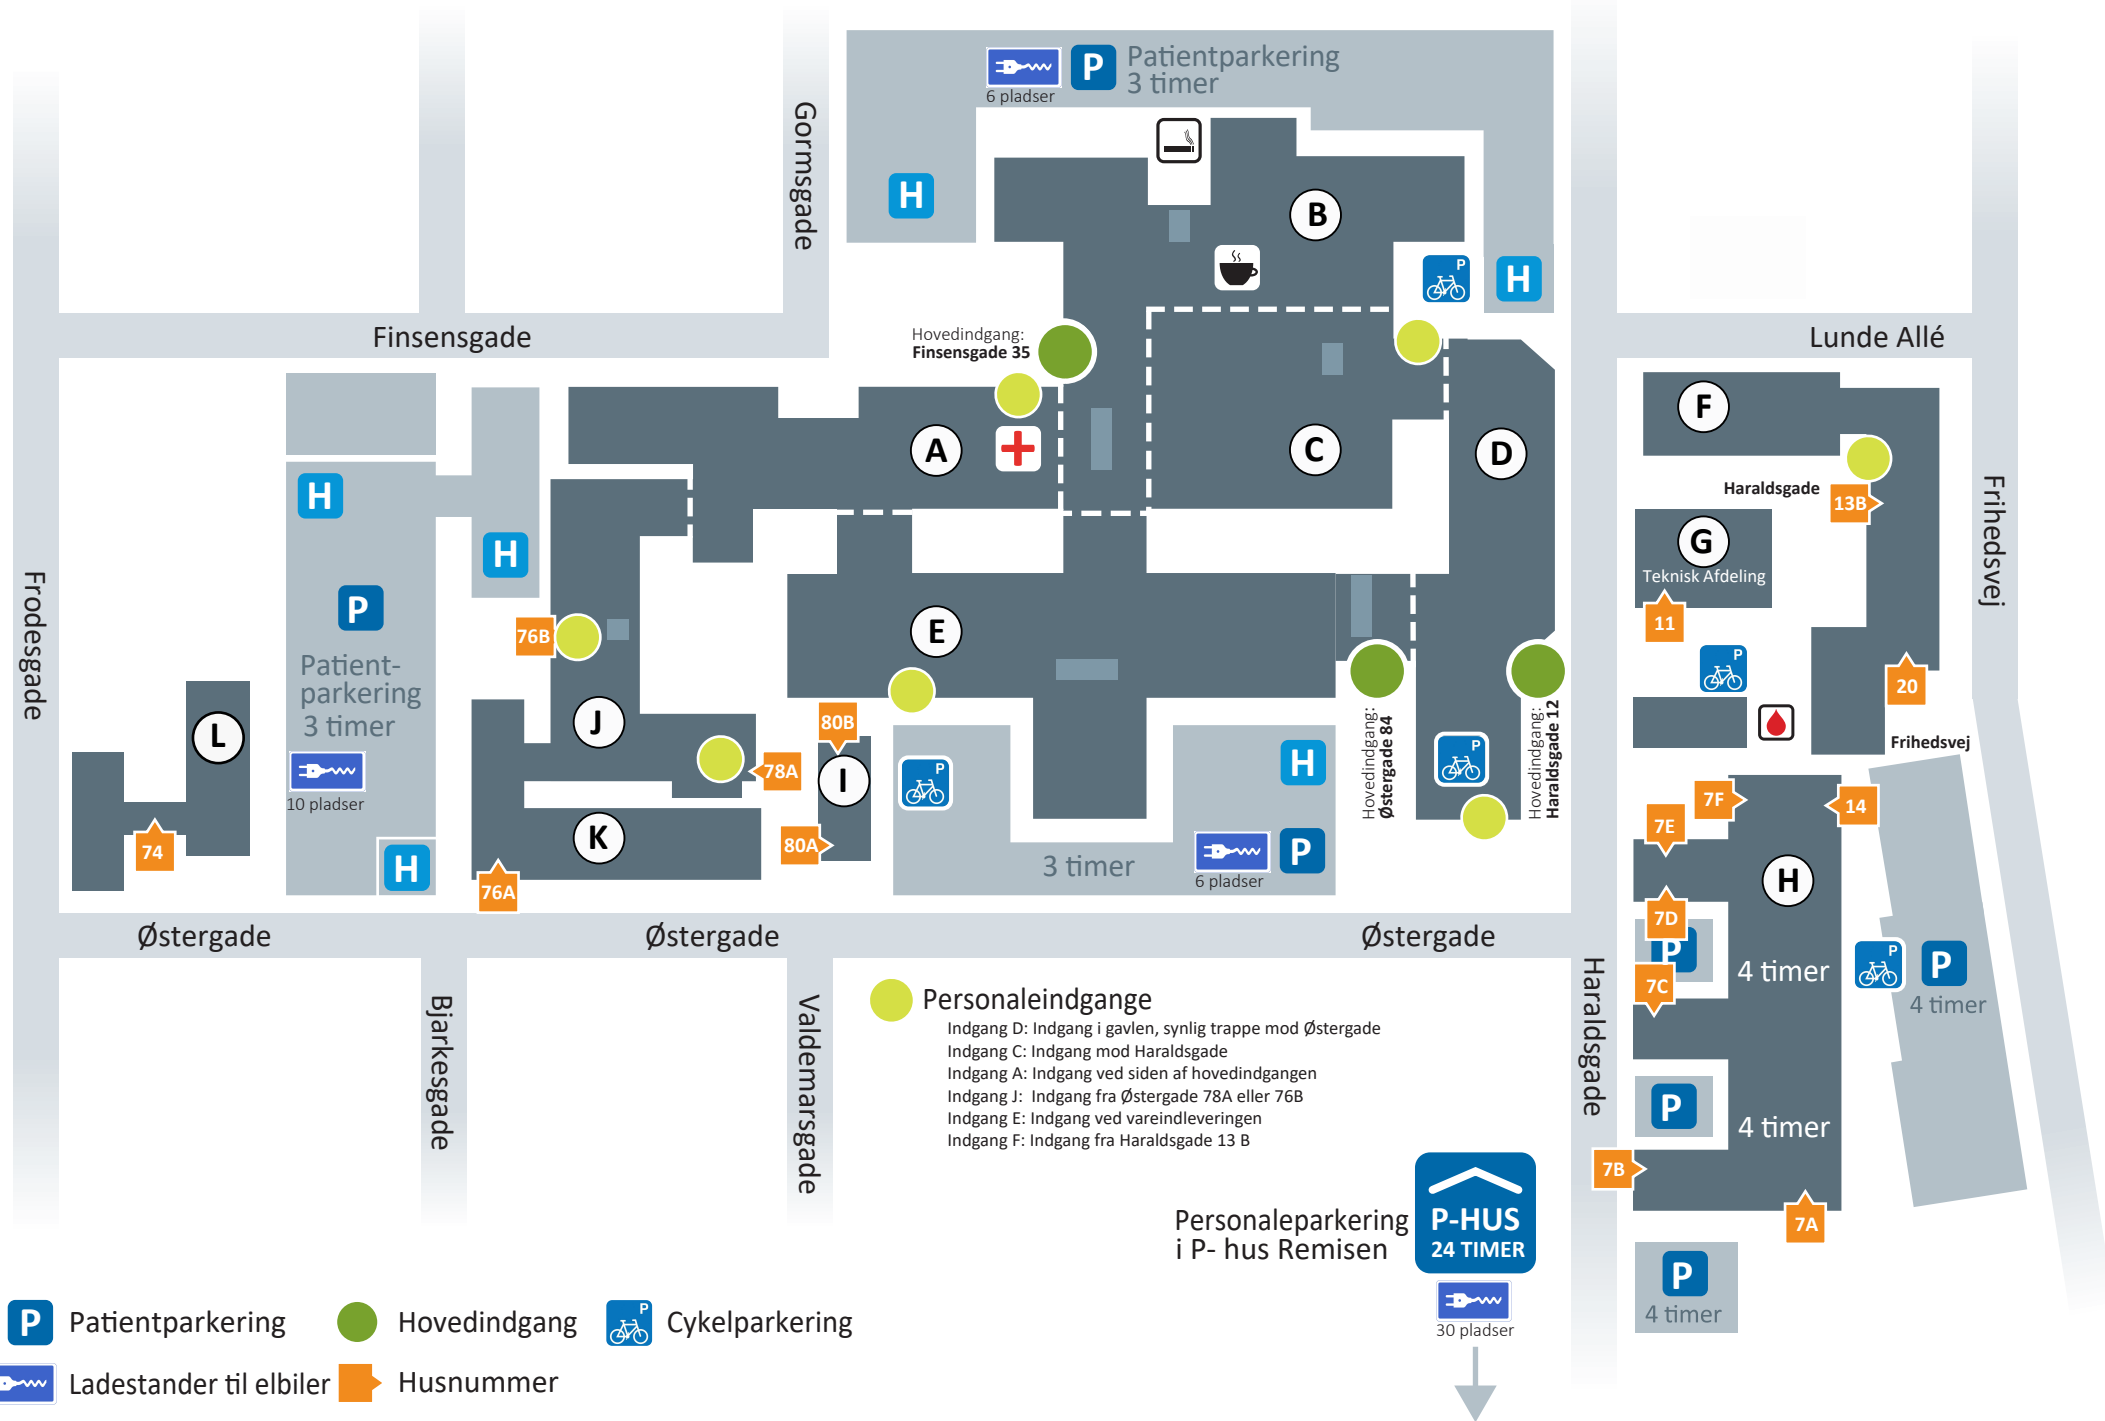 Patientparkering
3 timer
6 pladser
P
H
Gormsgade
B
P
H
Finsensgade
Hovedindgang:
Finsensgade 35
Lunde Allé
A
C
D
F
H
H
Haraldsgade
13B
G
Teknisk Afdeling
11
Frihedsvej
Frodesgade
P
Patient-
parkering
3 timer
10 pladser
76B
E
P
20
Frihedsvej
L
J
78A
80B
I
80A
K
74
H
76A
P
H
3 timer
6 pladser
P
Hovedindgang:
Østergade 84
P
Hovedindgang:
Haraldsgade 12
7F
14
7E
H
7D
P
7C
4 timer
P
P
4 timer
Østergade
Østergade
Østergade
Bjarkesgade
Valdemarsgade
Haraldsgade
P
4 timer
7B
7A
P
4 timer
Personaleindgange
Indgang D: Indgang i gavlen, synlig trappe mod Østergade
Indgang C: Indgang mod Haraldsgade
Indgang A: Indgang ved siden af hovedindgangen
Indgang J: Indgang fra Østergade 78A eller 76B
Indgang E: Indgang ved vareindleveringen
Indgang F: Indgang fra Haraldsgade 13 B
Personaleparkering
i P- hus Remisen
P-HUS
24 TIMER
30 pladser
P Patientparkering
Hovedindgang
P Cykelparkering
Ladestander til elbiler
Husnummer